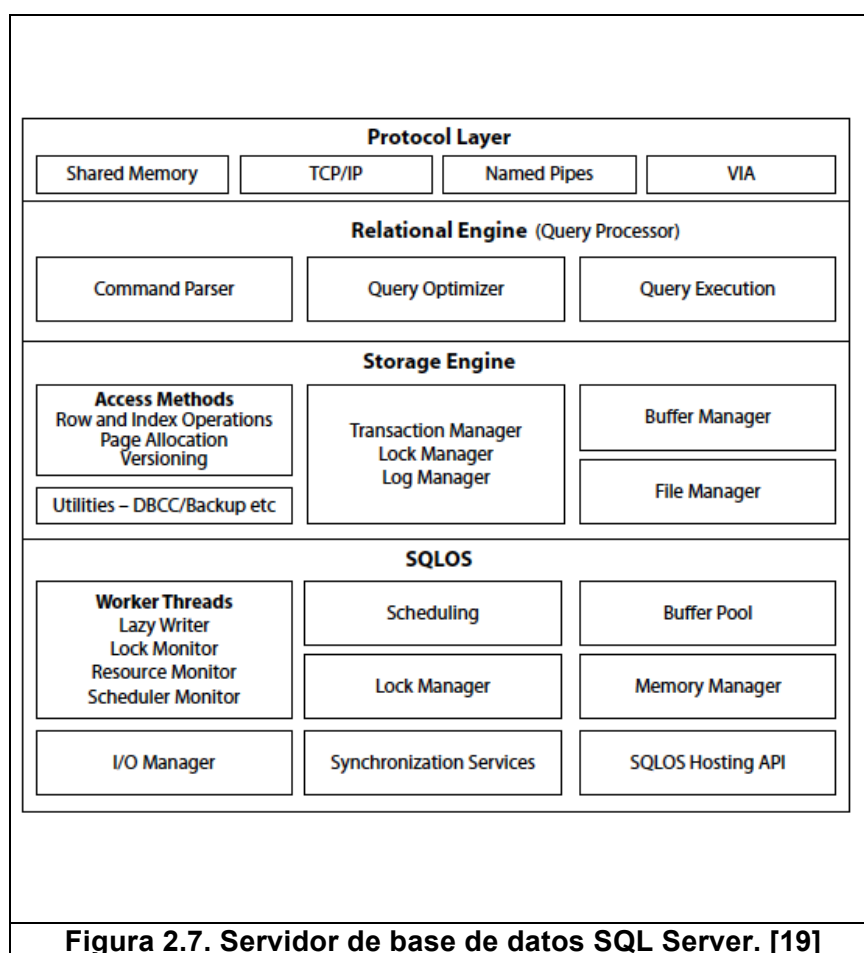 Protocol Layer
Shared Memory
TCP/IP
Named Pipes
VIA
Relational Engine (Query Processor)
Command Parser
Query Optimizer
Query Execution
Storage Engine
Access Methods
Row and Index Operations
Page Allocation
Versioning
Utilities – DBCC/Backup etc
Transaction Manager
Lock Manager
Log Manager
Buffer Manager
File Manager
SQLOS
Worker Threads
Lazy Writer
Lock Monitor
Resource Monitor
Scheduler Monitor
Scheduling
Buffer Pool
Lock Manager
Memory Manager
I/O Manager
Synchronization Services
SQLOS Hosting API
Figura 2.7. Servidor de base de datos SQL Server. [19]